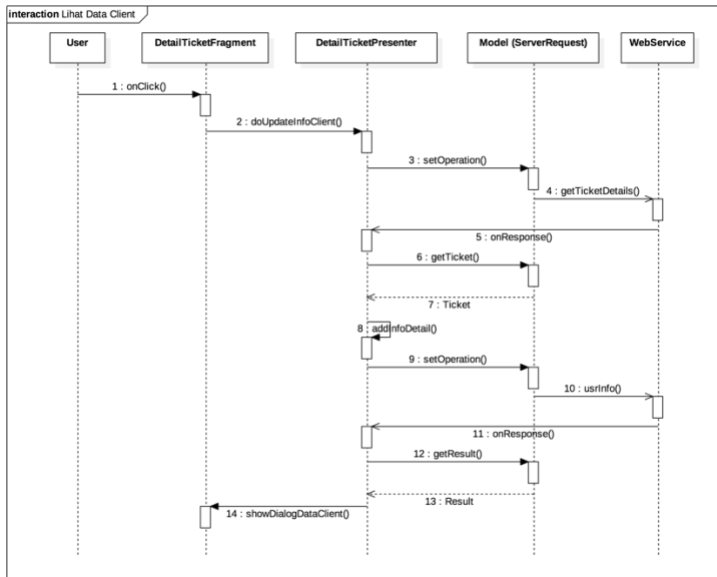 interaction Lihat Data Client
User
DetailTicketFragment
DetailTicketPresenter
Model (ServerRequest)
WebService
1 : onClick()
2 : doUpdateInfoClient()
3 : setOperation()
4 : getTicketDetails()
5 : onResponse()
6 : getTicket()
7 : Ticket
8 : addInfoDetail()
9 : setOperation()
10 : usrInfo()
11 : onResponse()
12 : getResult()
13 : Result
14 : showDialogDataClient()